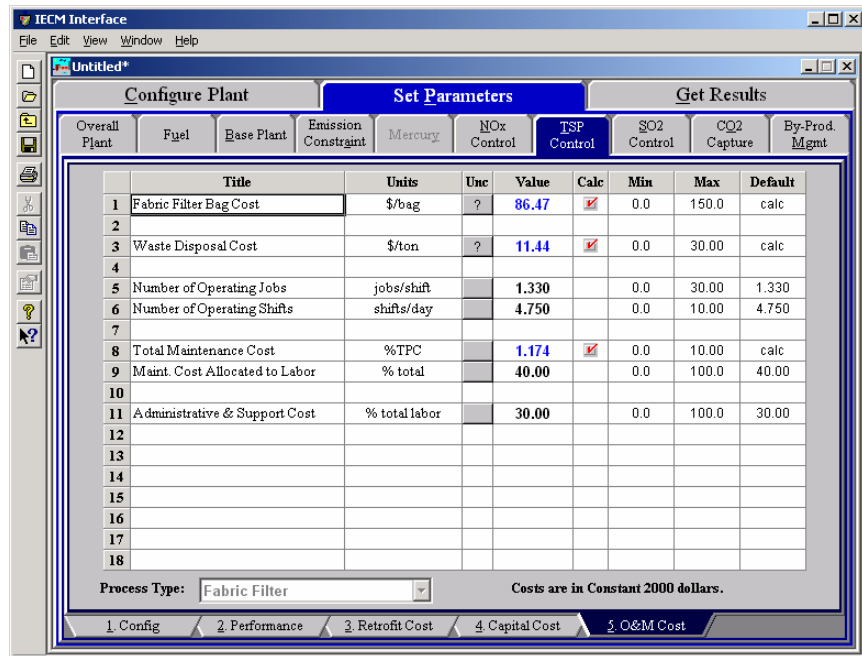 IECM Interface
File Edit View Window Help
Untitled*
Configure Plant Set Parameters Get Results
Overall Plant Fuel Base Plant Emission Constraint Mercury NOx Control TSP Control SO2 Control CO2 Capture By-Prod. Mgmt
Title Units Unc Value Calc Min Max Default
1 Fabric Filter Bag Cost $/bag ? 86.47 0.0 150.0 calc
2
3 Waste Disposal Cost $/ton ? 11.44 0.0 30.00 calc
4
5 Number of Operating Jobs jobs/shift 1.330 0.0 30.00 1.330
6 Number of Operating Shifts shifts/day 4.750 0.0 10.00 4.750
7
8 Total Maintenance Cost %TPC 1.174 0.0 10.00 calc
9 Maint. Cost Allocated to Labor % total 40.00 0.0 100.0 40.00
10
11 Administrative & Support Cost % total labor 30.00 0.0 100.0 30.00
12
13
14
15
16
17
18
Process Type: Fabric Filter Costs are in Constant 2000 dollars.
1. Config 2. Performance 3. Retrofit Cost 4. Capital Cost 5. O&M Cost